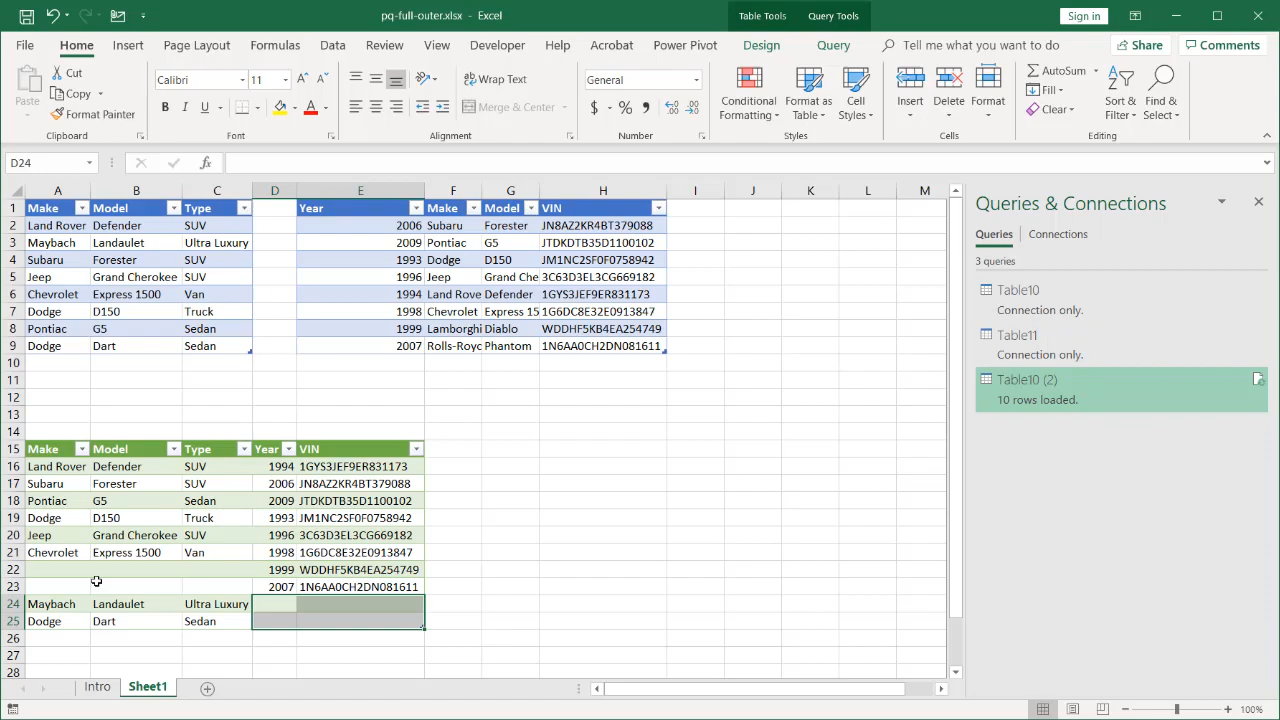 pq-full-outer.xlsx - Excel
Table Tools
Query Tools
Sign in
File Home Insert Draw Page Layout Formulas Data Review View Developer Help Acrobat Power Pivot Design Query Tell me what you want to do Share Comments
Paste
Cut
Copy
Format Painter
Clipboard
Calibri 11
B I U A
Font
Wrap Text
Merge & Center
Alignment
General
$ % ,
Number
Conditional Formatting
Format as Table
Cell Styles
Styles
Insert
Delete
Format
Cells
AutoSum
Fill
Clear
Sort & Filter
Find & Select
Editing
D24 fx
A B C D E F G H I J K L M
1 Make Model Type Year Make Model VIN
2 Land Rover Defender SUV 2006 Subaru Forester JN8AZ2KR4BT379088
3 Maybach Landaulet Ultra Luxury 2009 Pontiac G5 JTDKDTB35D1100102
4 Subaru Forester SUV 1993 Dodge D150 JM1NC2SF0F0758942
5 Jeep Grand Cherokee SUV 1996 Jeep Grand Che 3C63D3EL3CG669182
6 Chevrolet Express 1500 Van 1994 Land Rove Defender 1GYS3JEF9ER831173
7 Dodge D150 Truck 1998 Chevrolet Express 15 1G6DC8E32E0913847
8 Pontiac G5 Sedan 1999 Lamborghi Diablo WDDHF5KB4EA254749
9 Dodge Dart Sedan 2007 Rolls-Royc Phantom 1N6AA0CH2DN081611
10
11
12
13
14
15 Make Model Type Year VIN
16 Land Rover Defender SUV 1994 1GYS3JEF9ER831173
17 Subaru Forester SUV 2006 JN8AZ2KR4BT379088
18 Pontiac G5 Sedan 2009 JTDKDTB35D1100102
19 Dodge D150 Truck 1993 JM1NC2SF0F0758942
20 Jeep Grand Cherokee SUV 1996 3C63D3EL3CG669182
21 Chevrolet Express 1500 Van 1998 1G6DC8E32E0913847
22 1999 WDDHF5KB4EA254749
23 2007 1N6AA0CH2DN081611
24 Maybach Landaulet Ultra Luxury
25 Dodge Dart Sedan
26
27
28
Intro Sheet1
Queries & Connections
Queries Connections
3 queries
Table10
Connection only.
Table11
Connection only.
Table10 (2)
10 rows loaded.
100%